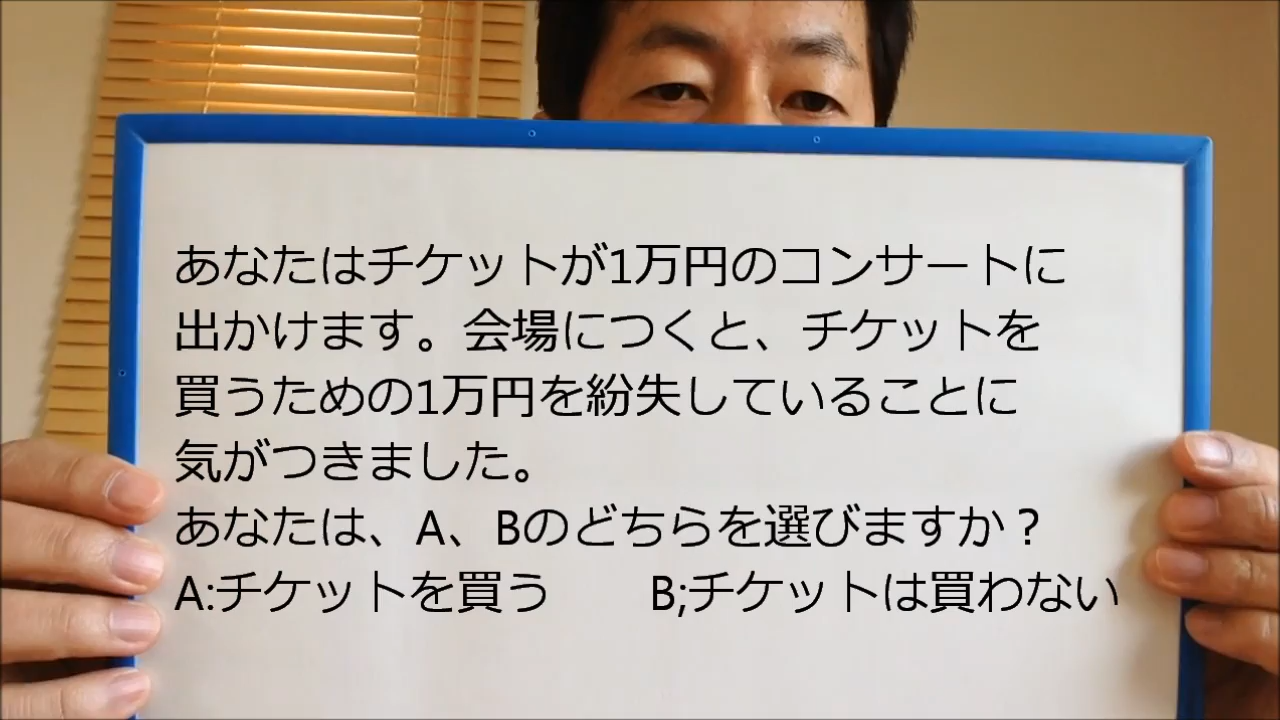 あなたはチケットが1万円のコンサートに
出かけます。会場につくと、チケットを
買うための1万円を紛失していることに
気がつきました。
あなたは、A、Bのどちらを選びますか？
A:チケットを買う　　B;チケットは買わない